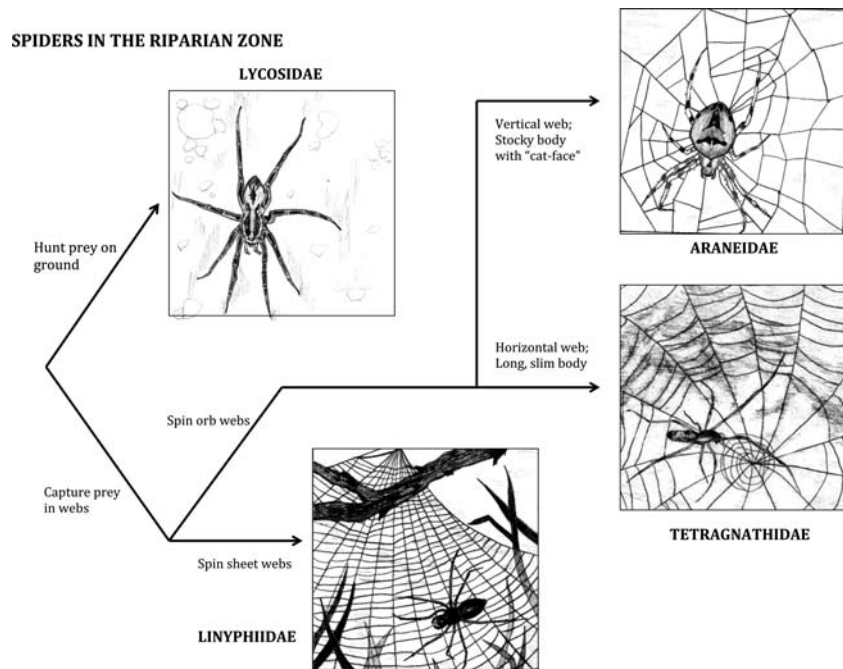 SPIDERS IN THE RIPARIAN ZONE
LYCOSIDAE
Hunt prey on
ground
Vertical web;
Stocky body
with “cat-face”
ARANEIDAE
Horizontal web;
Long, slim body
TETRAGNATHIDAE
Spin orb webs
Capture prey
in webs
Spin sheet webs
LINYPHIIDAE